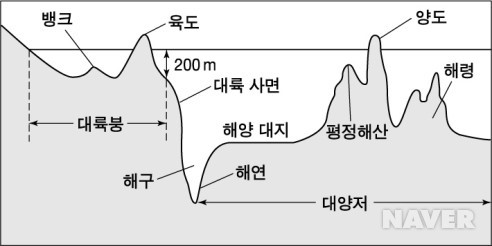 뱅크
육도
양도
200 m
해령
대륙 사면
대륙붕
해양 대지
평정해산
해구
해연
대양저
NAVER